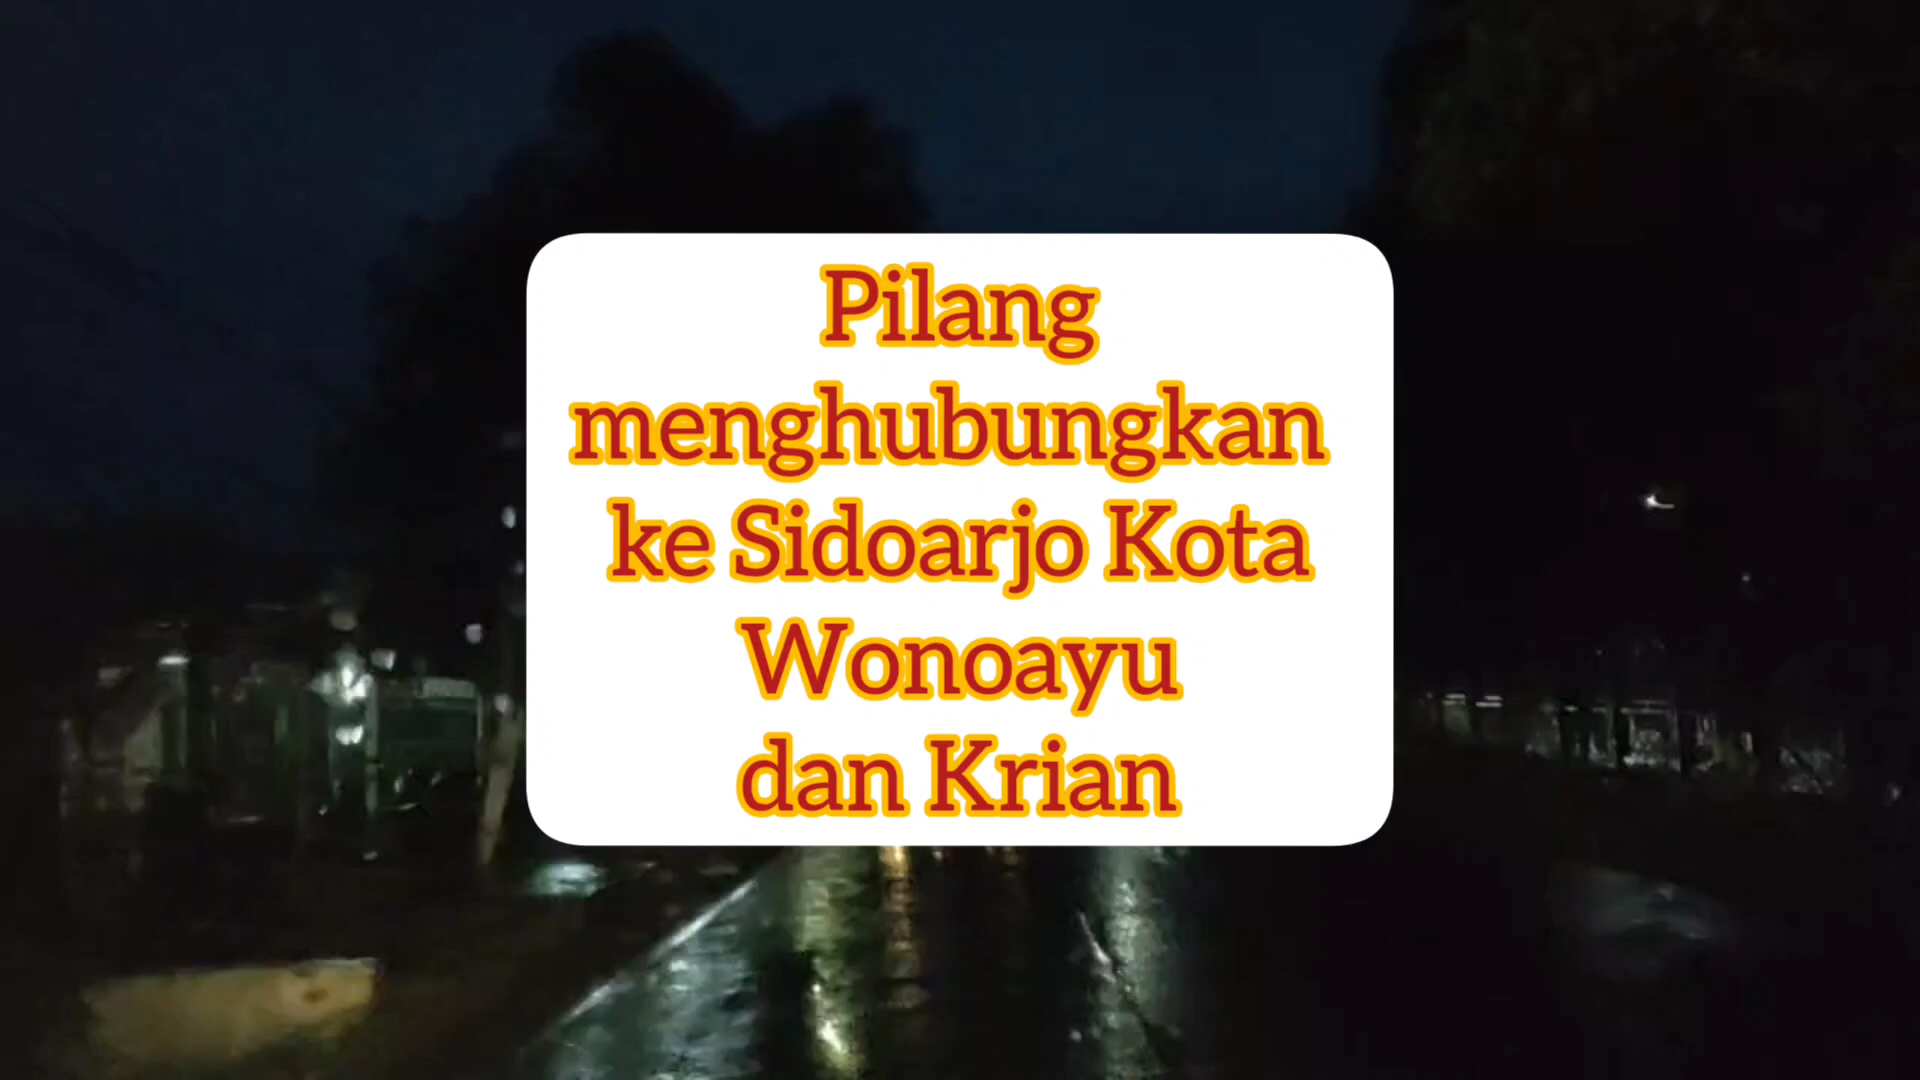 Pilang
menghubungkan
ke Sidoarjo Kota
Wonoayu
dan Krian